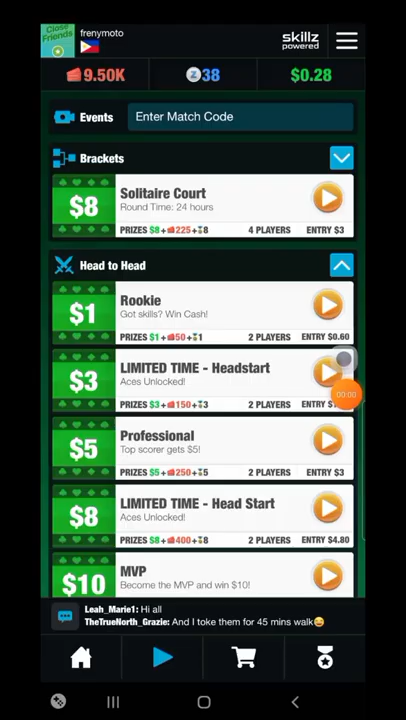 Close
Friends
frenymoto
skillz
powered
9.50K
Z 38
$0.28
Events
Enter Match Code
Brackets
$8
Solitaire Court
Round Time: 24 hours
PRIZES $8+225+8
4 PLAYERS
ENTRY $3
Head to Head
$1
Rookie
Got skills? Win Cash!
PRIZES $1+50+1
2 PLAYERS
ENTRY $0.60
$3
LIMITED TIME - Headstart
Aces Unlocked!
PRIZES $3+150+3
2 PLAYERS
00:00
$5
Professional
Top scorer gets $5!
PRIZES $5+250+5
2 PLAYERS
ENTRY $3
$8
LIMITED TIME - Head Start
Aces Unlocked!
PRIZES $8+400+8
2 PLAYERS
ENTRY $4.80
$10
MVP
Become the MVP and win $10!
Leah_Marie1: Hi all
TheTrueNorth_Grazie: And I toke them for 45 mins walk😂